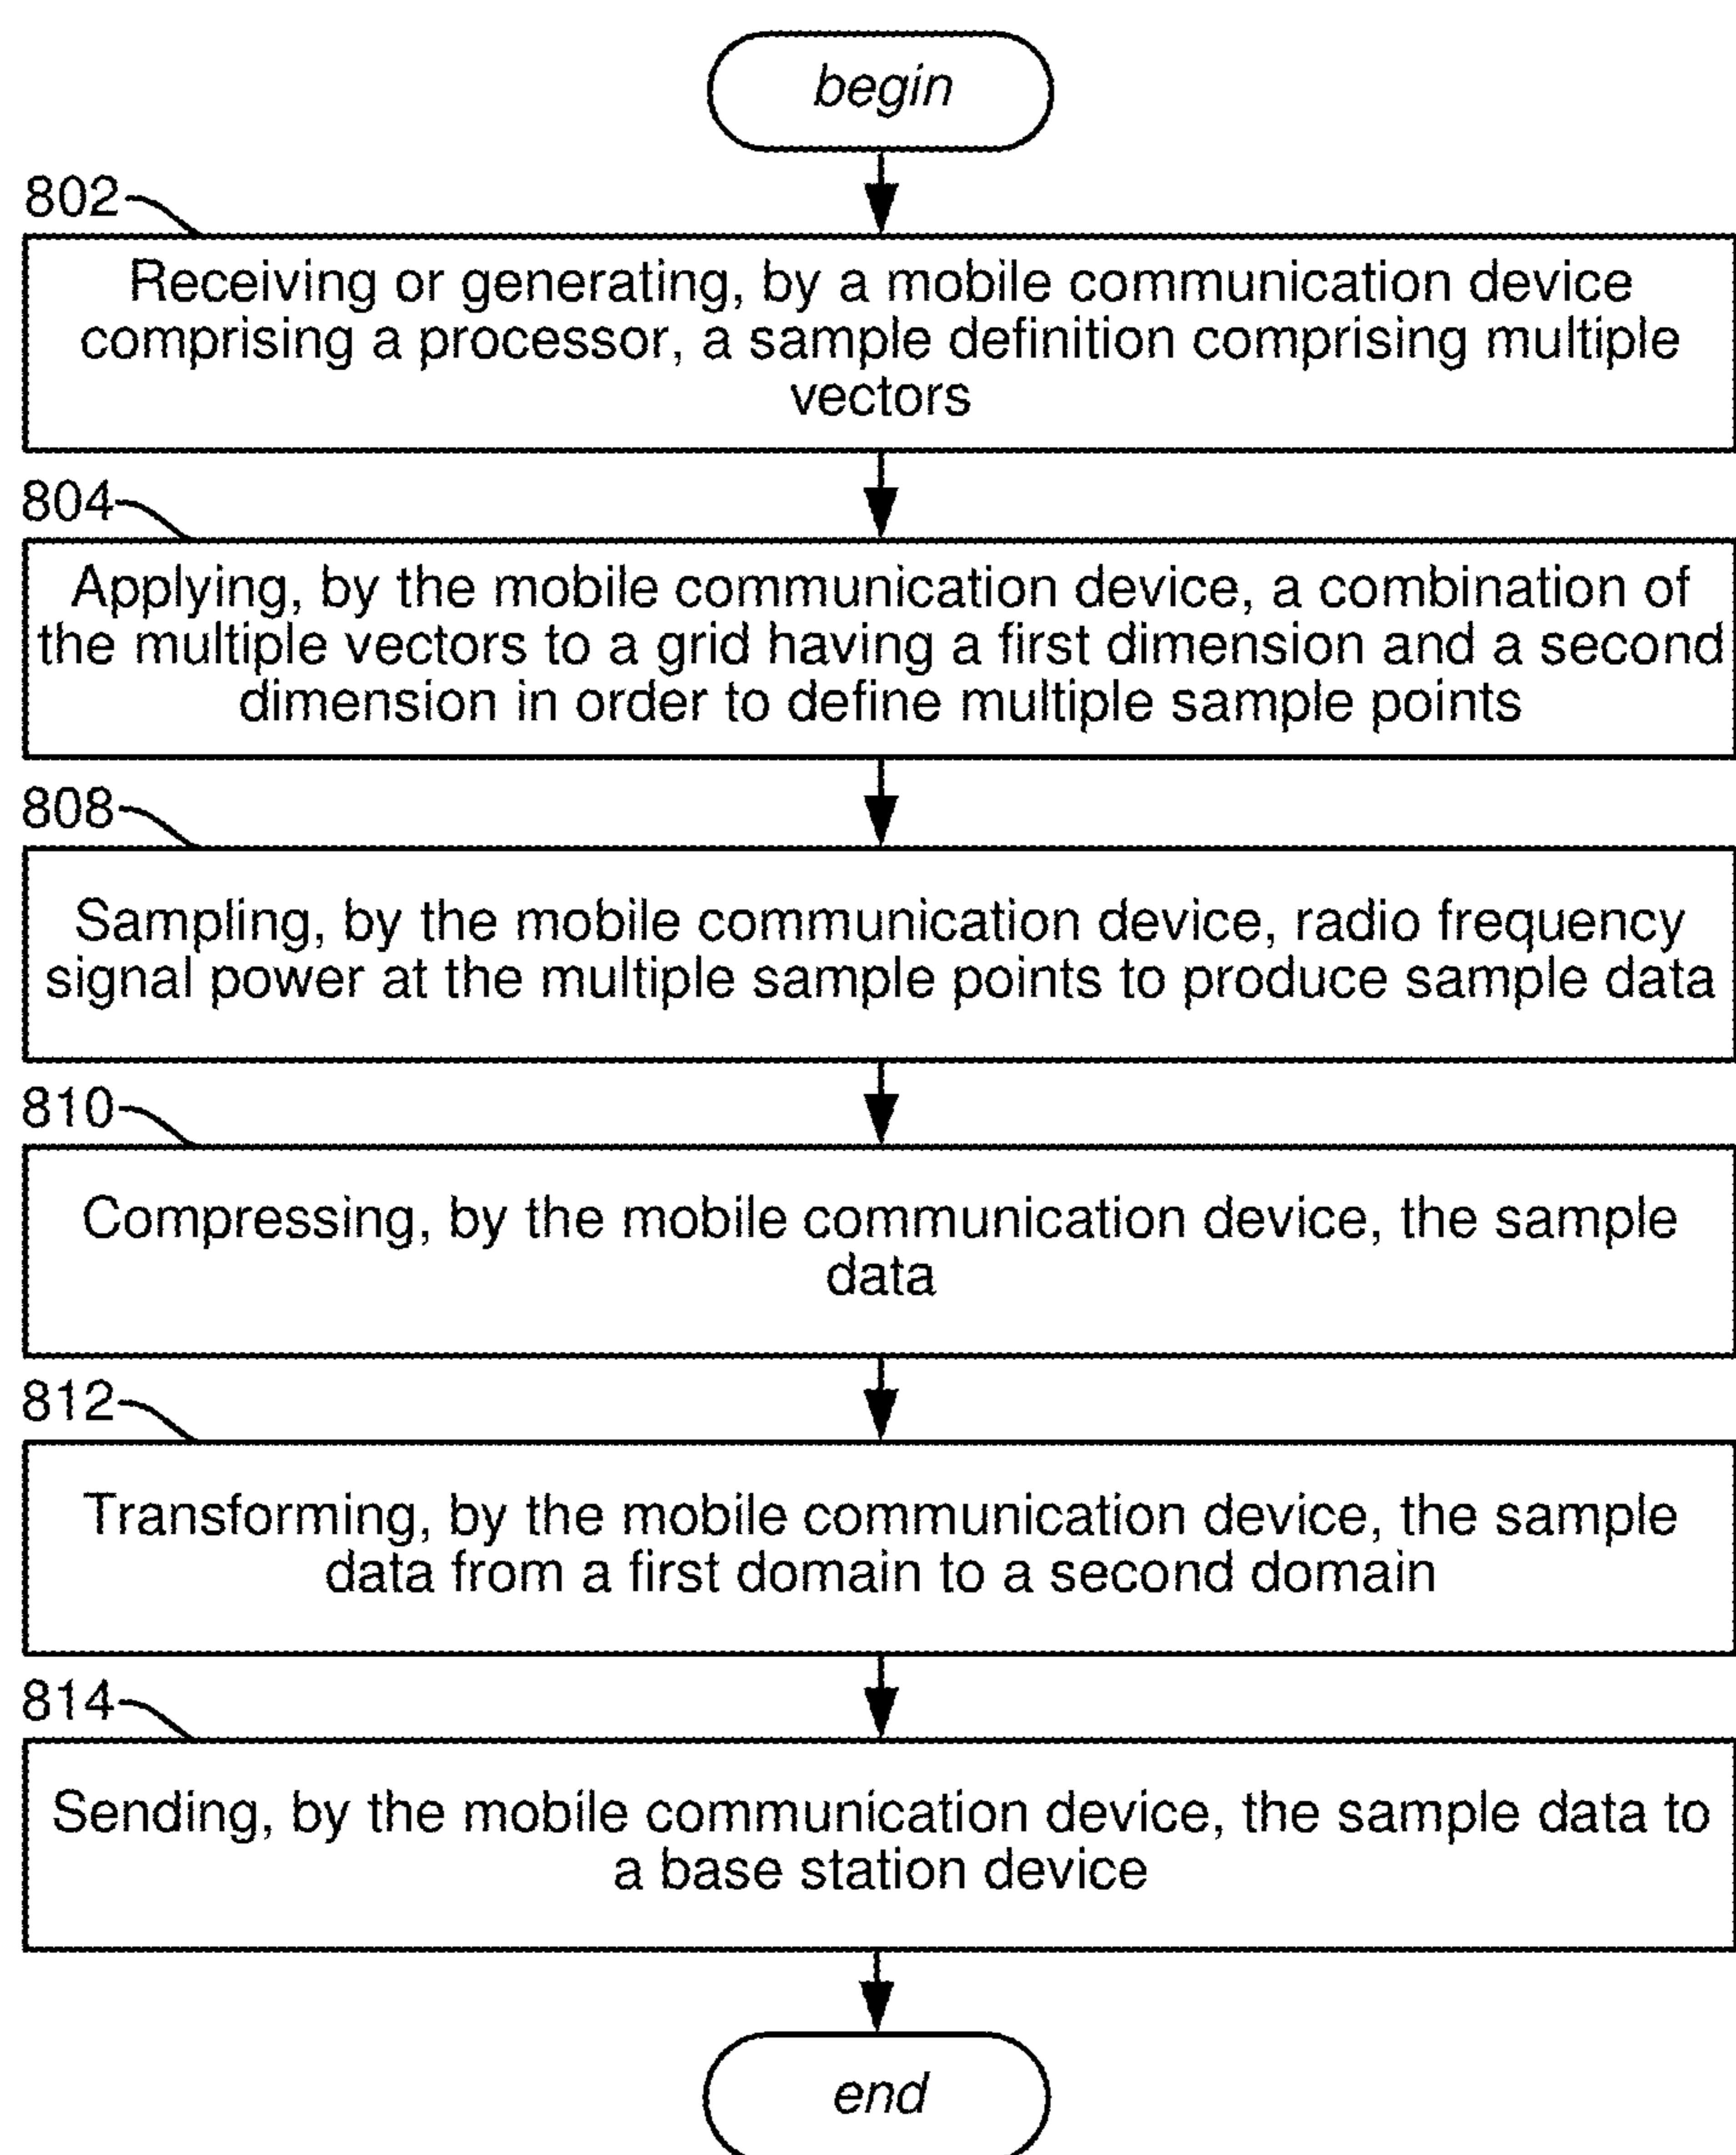 begin
802
Receiving or generating, by a mobile communication device
comprising a processor, a sample definition comprising multiple
vectors
804
Applying, by the mobile communication device, a combination of
the multiple vectors to a grid having a first dimension and a second
dimension in order to define multiple sample points
808
Sampling, by the mobile communication device, radio frequency
signal power at the multiple sample points to produce sample data
810
Compressing, by the mobile communication device, the sample
data
812
Transforming, by the mobile communication device, the sample
data from a first domain to a second domain
814
Sending, by the mobile communication device, the sample data to
a base station device
end